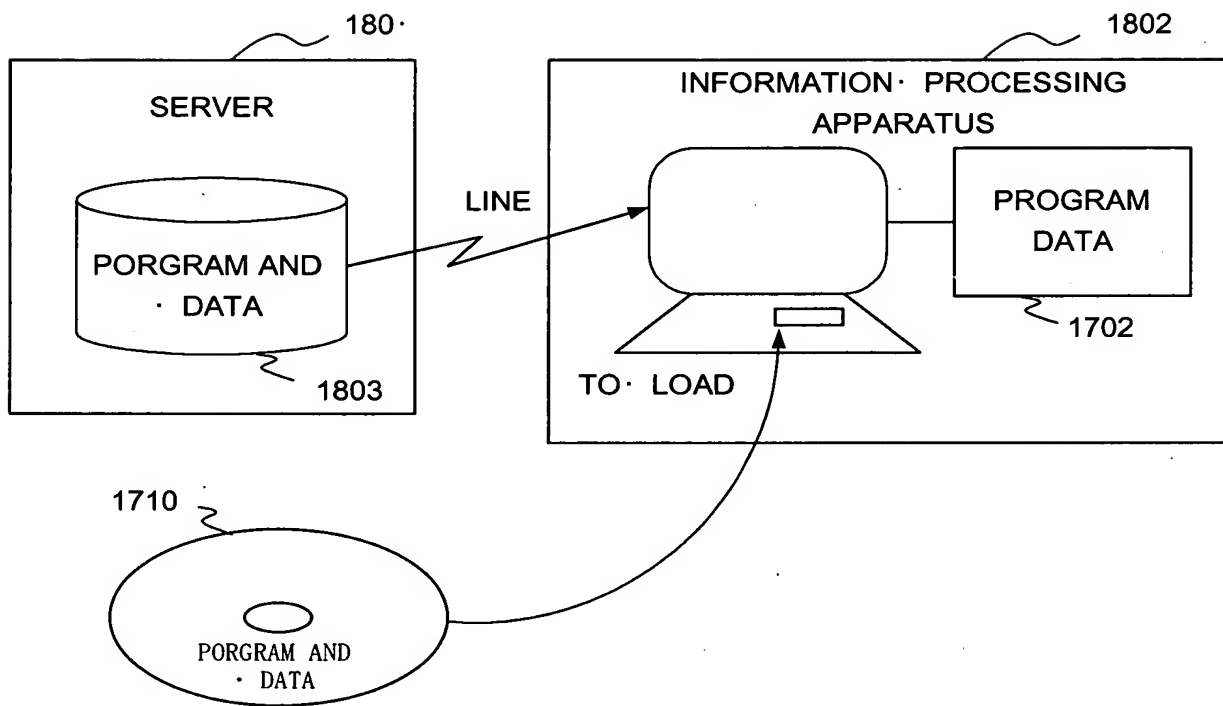 180·
1802
SERVER
INFORMATION· PROCESSING
APPARATUS
LINE
PROGRAM
DATA
PORGRAM AND
· DATA
1702
1803
TO· LOAD
1710
PORGRAM AND
· DATA